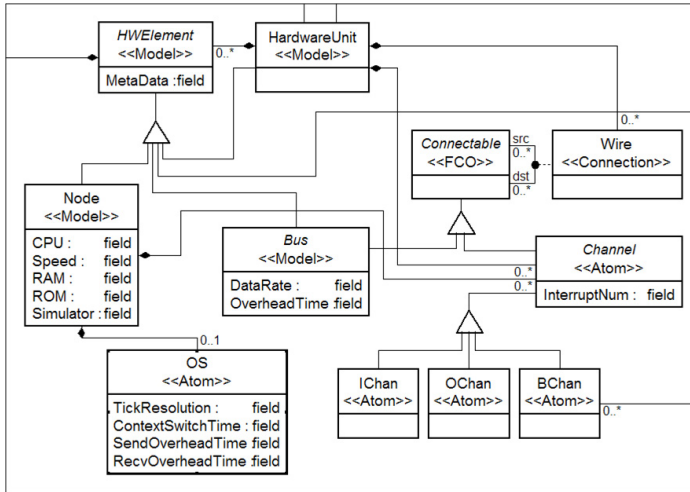 HWElement
<<Model>>
MetaData :field
0..*
HardwareUnit
<<Model>>
0..*
Connectable
<<FCO>>
src
0..*
dst
0..*
Wire
<<Connection>>
Node
<<Model>>
CPU : field
Speed : field
RAM : field
ROM : field
Simulator :field
Bus
<<Model>>
DataRate : field
OverheadTime :field
Channel
<<Atom>>
InterruptNum : field
0..*
0..*
0..1
OS
<<Atom>>
TickResolution : field
ContextSwitchTime : field
SendOverheadTime :field
RecvOverheadTime :field
IChan
<<Atom>>
OChan
<<Atom>>
BChan
<<Atom>>
0..*